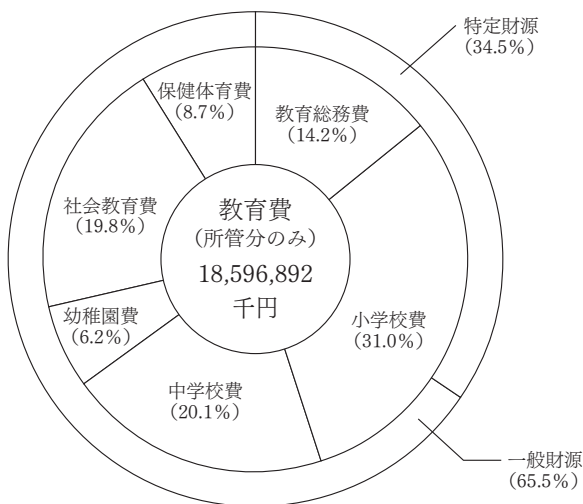 特定財源
(34.5%)
保健体育費
(8.7%)
教育総務費
(14.2%)
社会教育費
(19.8%)
教育費
(所管分のみ)
18,596,892
千円
幼稚園費
(6.2%)
小学校費
(31.0%)
中学校費
(20.1%)
一般財源
(65.5%)